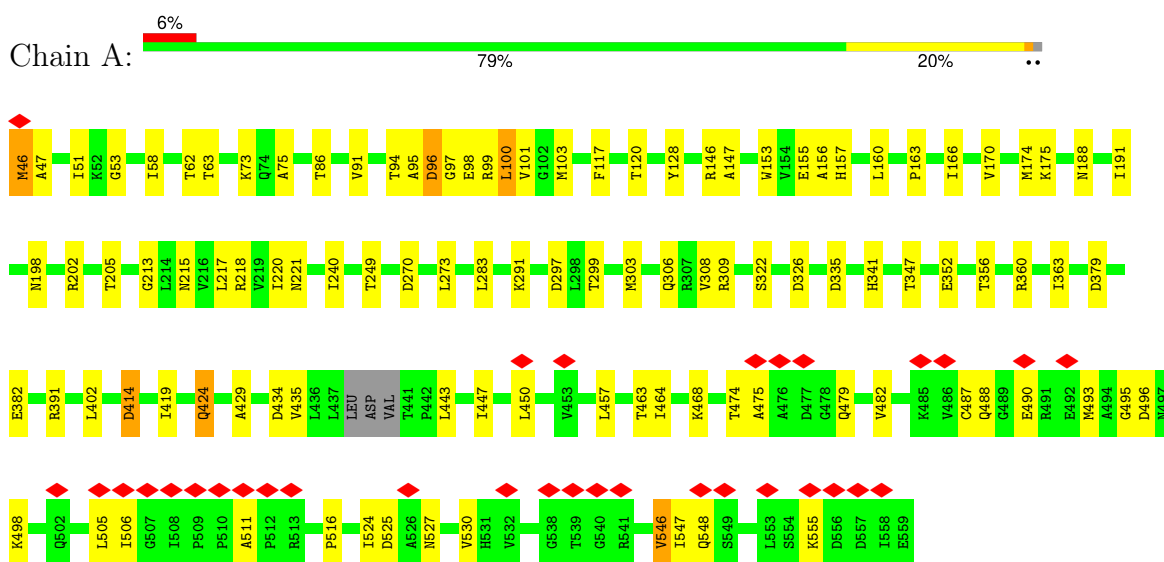 6%
Chain A:
79% 20% ••
M46 A47 I51 K52 G53 I58 T62 T63 K73 Q74 A75 T86 V91 T94 A95 D96 G97 E98 R99 L100 V101 G102 M103 F117 T120 Y128 R146 A147 W153 V154 E155 A156 H157 L160 P163 I166 V170 M174 K175 N188 I191
N198 R202 T205 G213 L214 N215 V216 L217 R218 V219 I220 N221 I240 T249 D270 L273 L283 K291 D297 L298 T299 M303 Q306 R307 V308 R309 S322 D326 D335 H341 T347 E352 T356 R360 I363 D379
E382 R391 L402 D414 I419 Q424 A429 D434 V435 L436 L437 LEU ASP VAL T441 P442 L443 I447 L450 V453 L457 T463 I464 K468 T474 A475 A476 D477 G478 Q479 V482 K485 V486 C487 Q488 G489 E490 R491 E492 M493 A494 G495 D496 N497
K498 Q502 L505 I506 G507 I508 P509 P510 A511 P512 R513 P516 I524 D525 A526 N527 V530 H531 V532 G538 T539 G540 R541 V546 I547 Q548 S549 L553 S554 K555 D556 D557 I558 E559